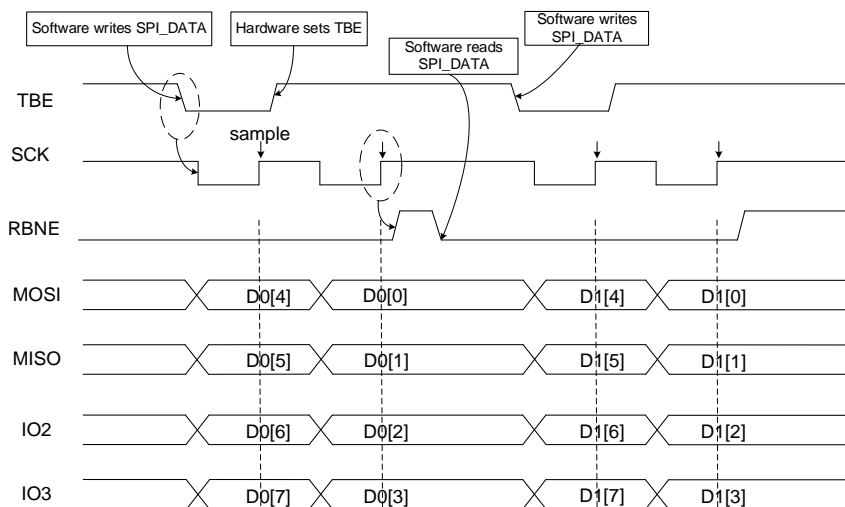 Software writes SPI_DATA
Hardware sets TBE
Software reads
SPI_DATA
Software writes
SPI_DATA
TBE
sample
SCK
RBNE
MOSI D0[4] D0[0] D1[4] D1[0]
MISO D0[5] D0[1] D1[5] D1[1]
IO2 D0[6] D0[2] D1[6] D1[2]
IO3 D0[7] D0[3] D1[7] D1[3]